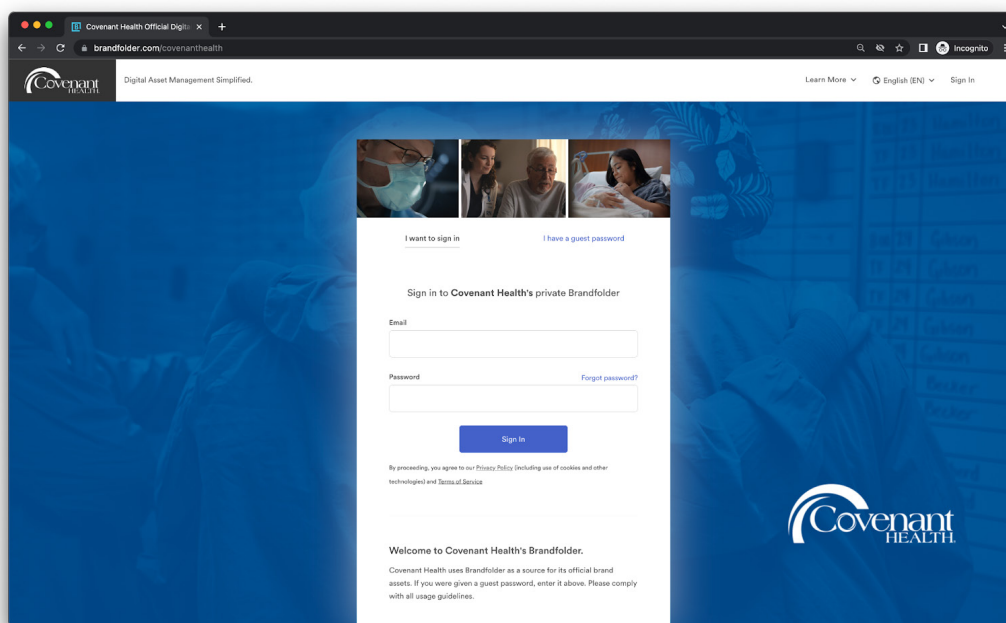 Covenant Health Official Digita
brandfolder.com/covenanthealth
Incognito
Covenant
HEALTH
Digital Asset Management Simplified.
Learn More
English (EN)
Sign In
I want to sign in
I have a guest password
Sign in to Covenant Health's private Brandfolder
Email
Password
Forgot password?
Sign In
By proceeding, you agree to our Privacy Policy (including use of cookies and other
technologies) and Terms of Service
Covenant
HEALTH
Welcome to Covenant Health's Brandfolder.
Covenant Health uses Brandfolder as a source for its official brand
assets. If you were given a guest password, enter it above. Please comply
with all usage guidelines.